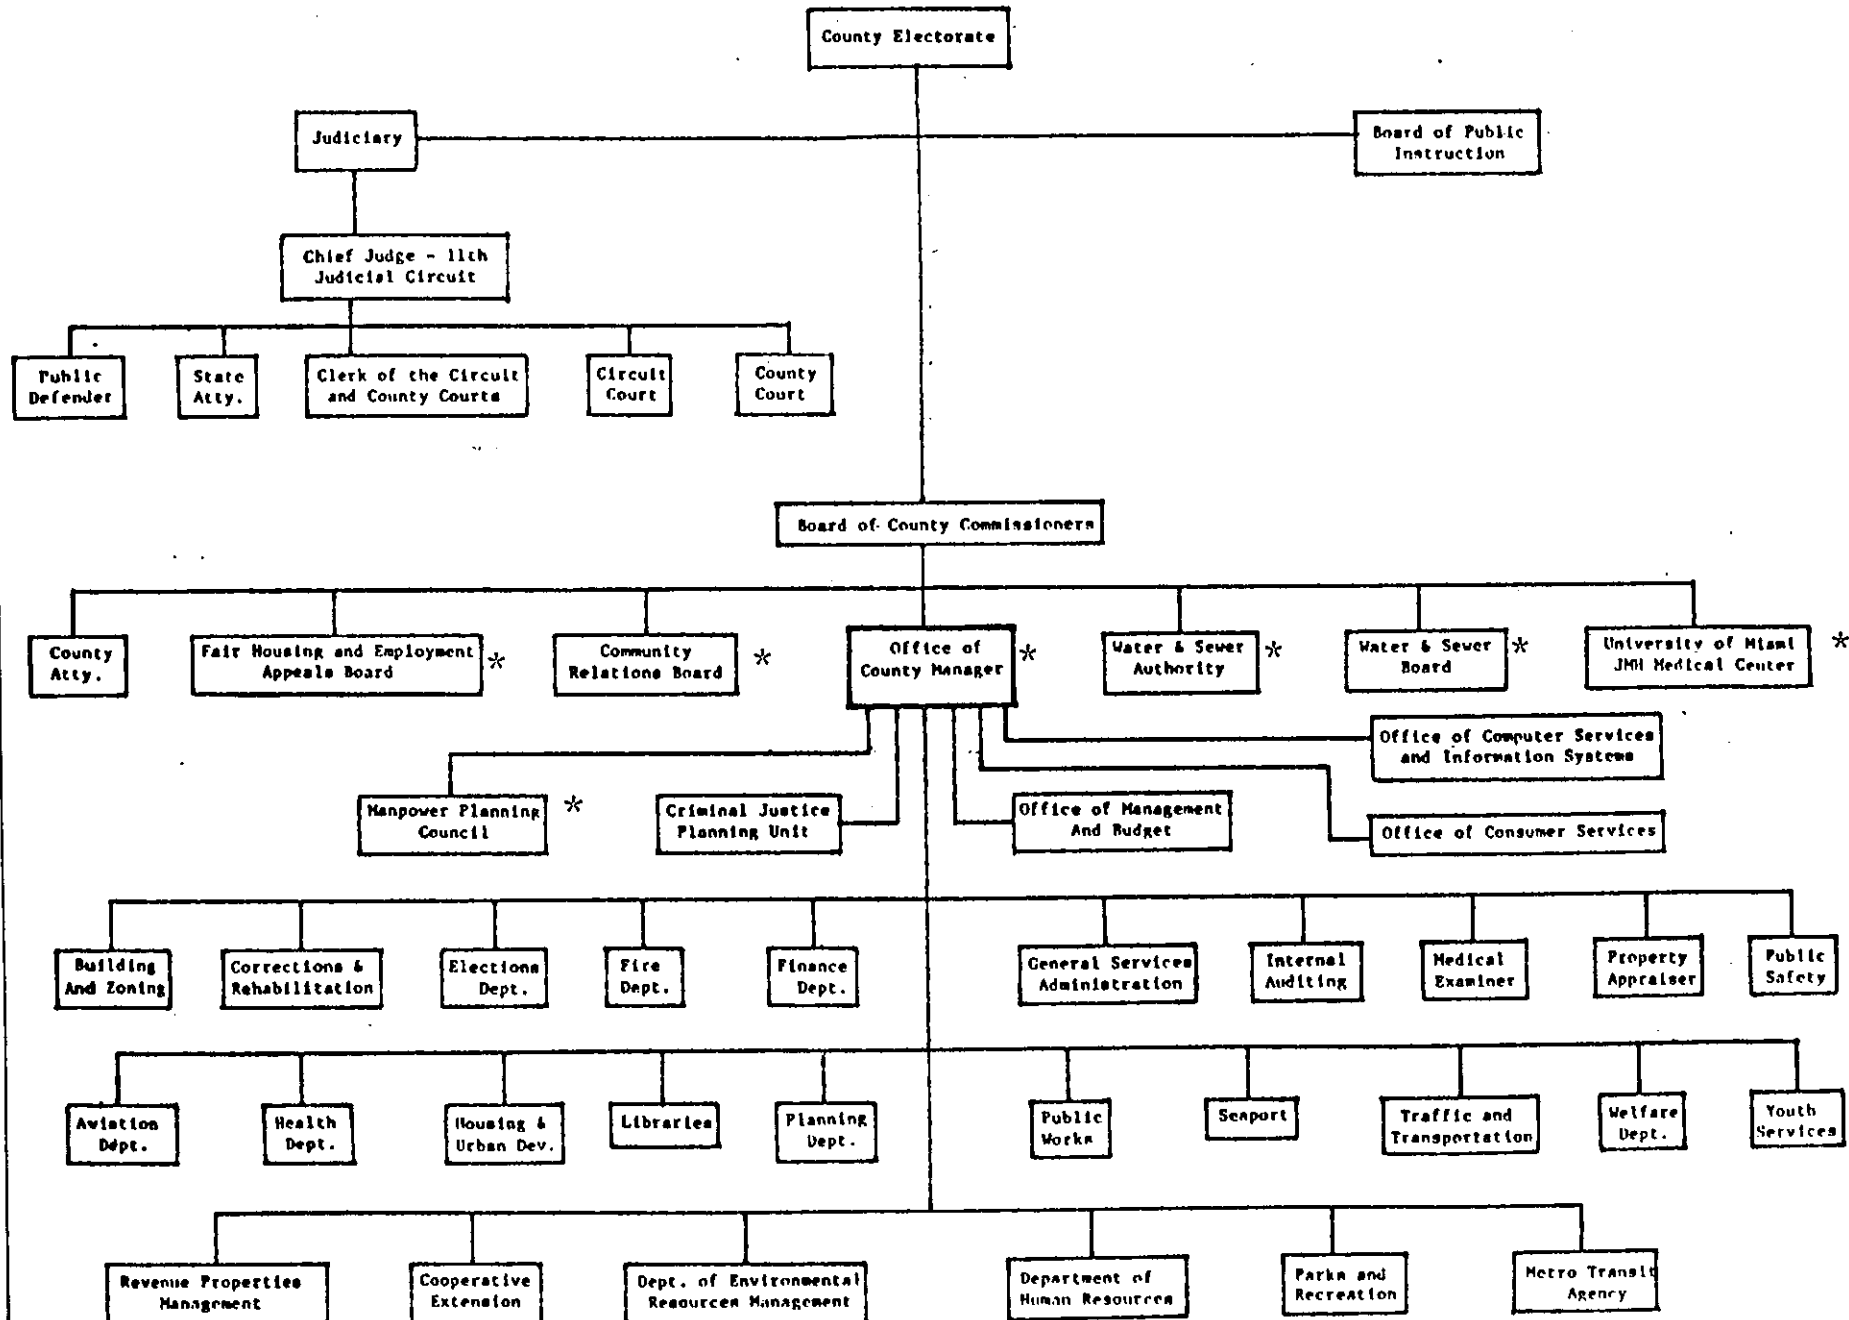 County Electorate
Judiciary
Board of Public
Instruction
Chief Judge - 11th
Judicial Circuit
Public
Defender
State
Atty.
Clerk of the Circuit
and County Courts
Circuit
Court
County
Court
Board of County Commissioners
County
Atty.
Fair Housing and Employment
Appeals Board *
Community
Relations Board *
Office of
County Manager *
Water & Sewer
Authority *
Water & Sewer
Board *
University of Miami
JMH Medical Center *
Office of Computer Services
and Information Systems
Manpower Planning
Council *
Criminal Justice
Planning Unit
Office of Management
And Budget
Office of Consumer Services
Building
And Zoning
Corrections &
Rehabilitation
Elections
Dept.
Fire
Dept.
Finance
Dept.
General Services
Administration
Internal
Auditing
Medical
Examiner
Property
Appraiser
Public
Safety
Aviation
Dept.
Health
Dept.
Housing &
Urban Dev.
Libraries
Planning
Dept.
Public
Works
Seaport
Traffic and
Transportation
Welfare
Dept.
Youth
Services
Revenue Properties
Management
Cooperative
Extension
Dept. of Environmental
Resources Management
Department of
Human Resources
Parks and
Recreation
Metro Transit
Agency